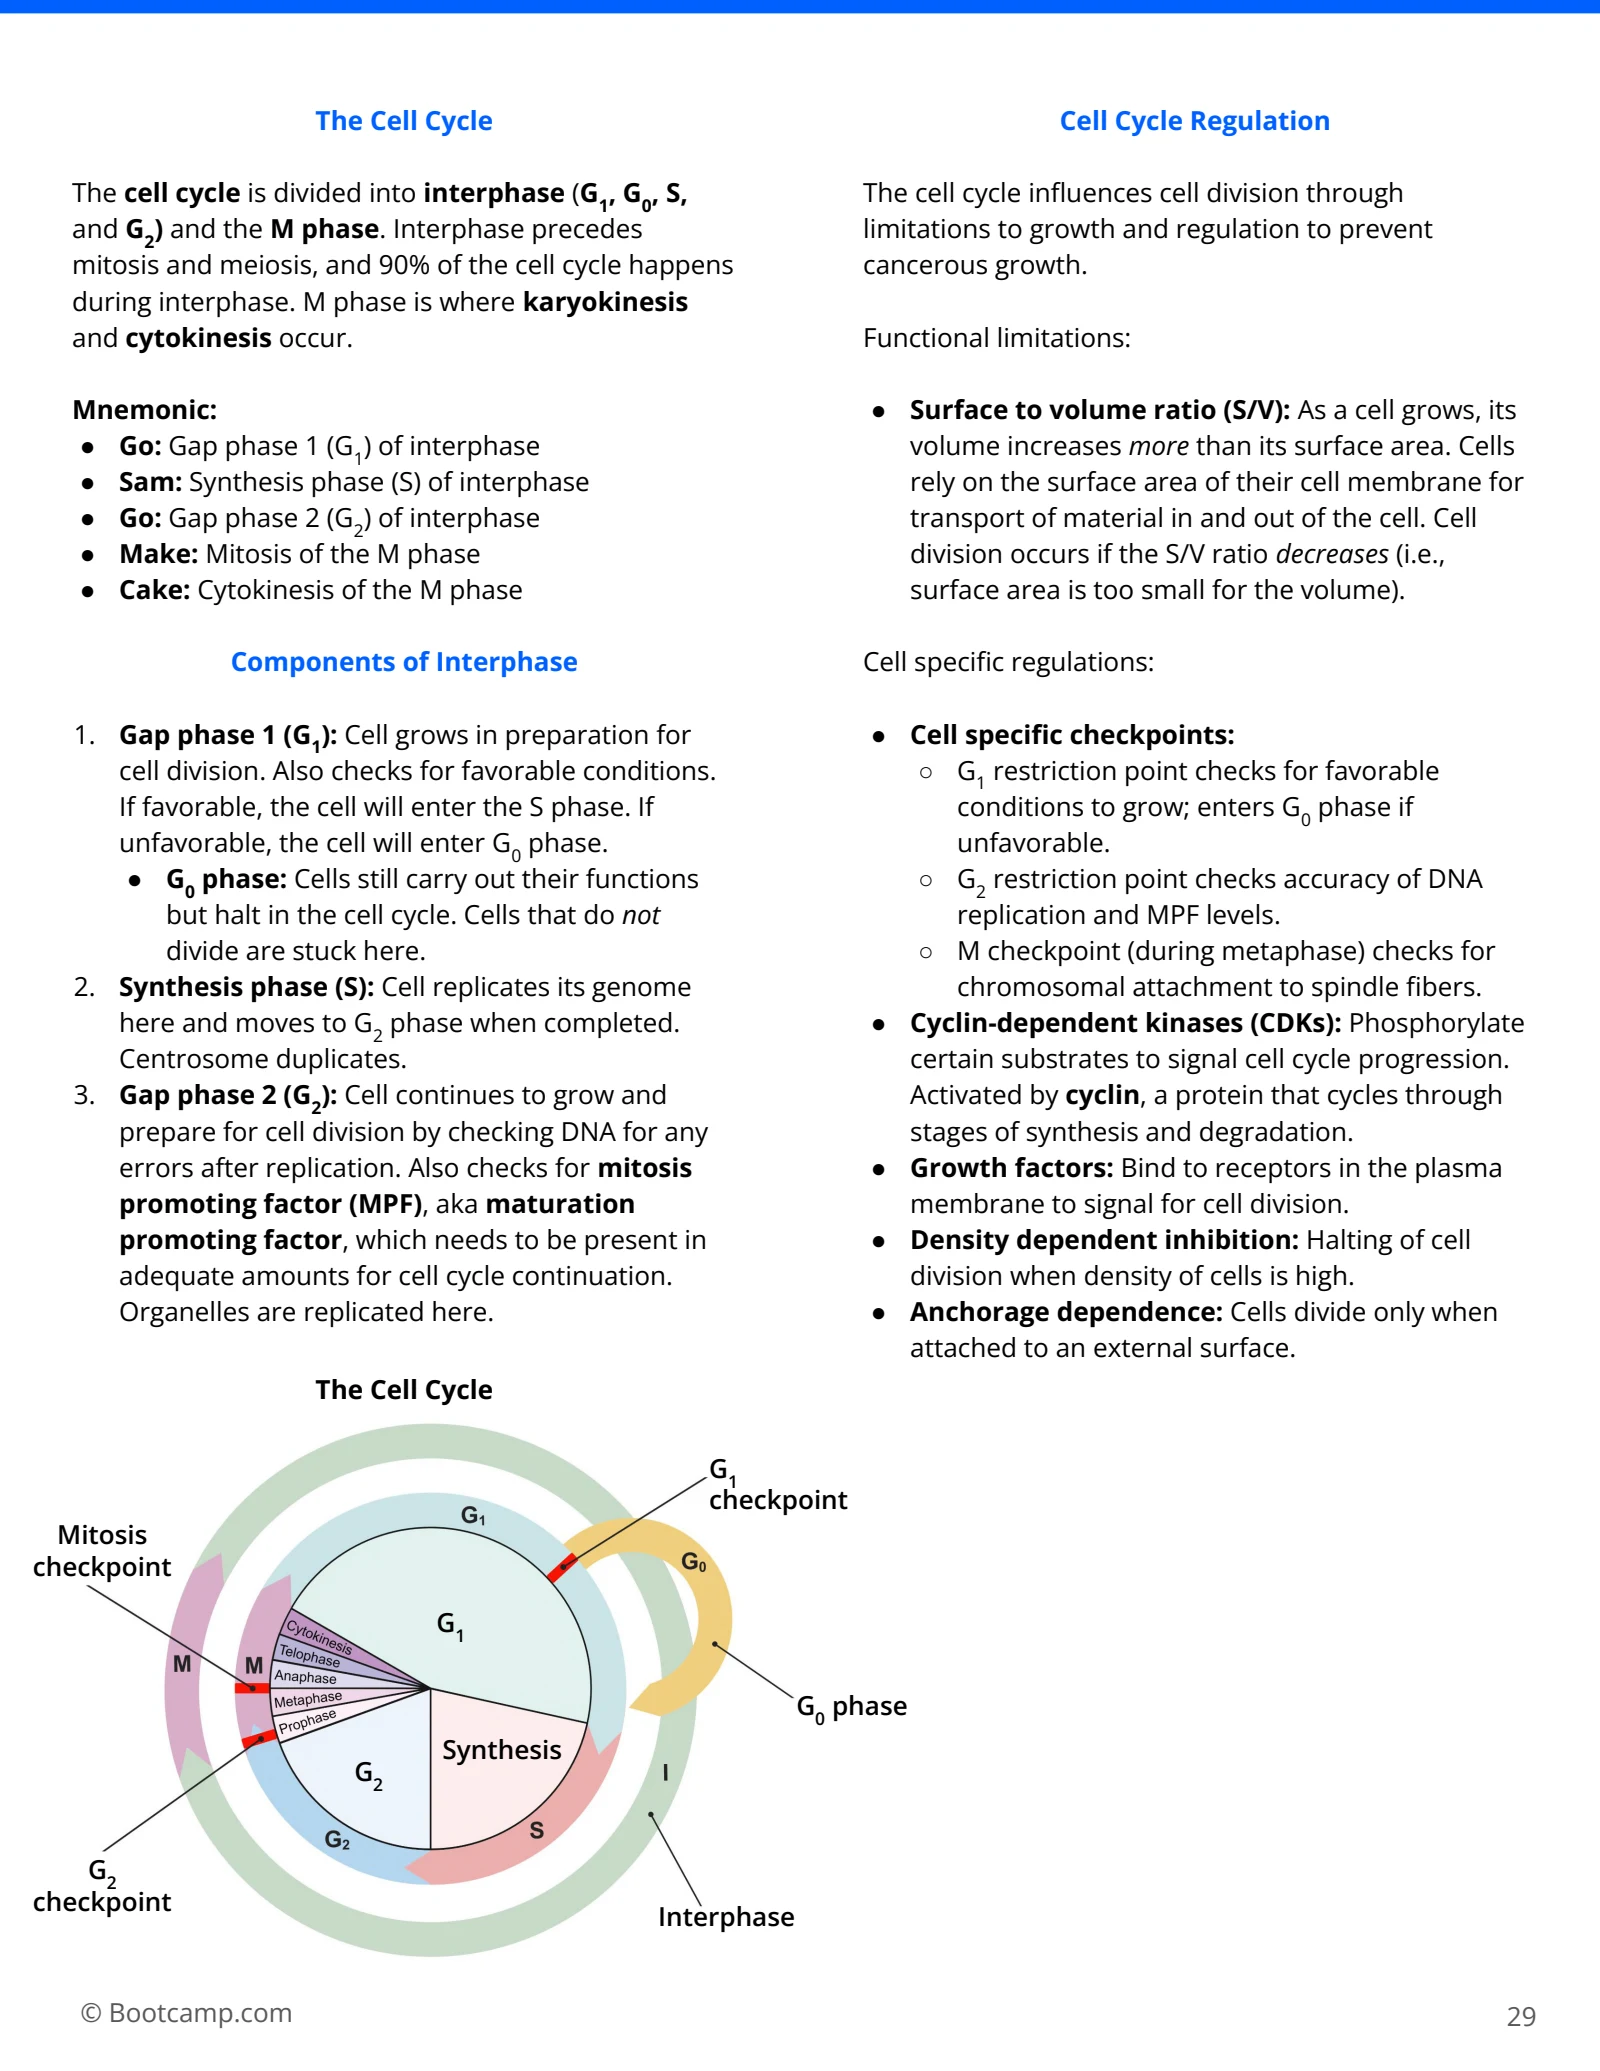 The Cell Cycle
The cell cycle is divided into interphase (G₁, G₀, S,
and G₂) and the M phase. Interphase precedes
mitosis and meiosis, and 90% of the cell cycle happens
during interphase. M phase is where karyokinesis
and cytokinesis occur.
Mnemonic:
● Go: Gap phase 1 (G₁) of interphase
● Sam: Synthesis phase (S) of interphase
● Go: Gap phase 2 (G₂) of interphase
● Make: Mitosis of the M phase
● Cake: Cytokinesis of the M phase
Components of Interphase
1. Gap phase 1 (G₁): Cell grows in preparation for
cell division. Also checks for favorable conditions.
If favorable, the cell will enter the S phase. If
unfavorable, the cell will enter G₀ phase.
● G₀ phase: Cells still carry out their functions
but halt in the cell cycle. Cells that do not
divide are stuck here.
2. Synthesis phase (S): Cell replicates its genome
here and moves to G₂ phase when completed.
Centrosome duplicates.
3. Gap phase 2 (G₂): Cell continues to grow and
prepare for cell division by checking DNA for any
errors after replication. Also checks for mitosis
promoting factor (MPF), aka maturation
promoting factor, which needs to be present in
adequate amounts for cell cycle continuation.
Organelles are replicated here.
Cell Cycle Regulation
The cell cycle influences cell division through
limitations to growth and regulation to prevent
cancerous growth.
Functional limitations:
● Surface to volume ratio (S/V): As a cell grows, its
volume increases more than its surface area. Cells
rely on the surface area of their cell membrane for
transport of material in and out of the cell. Cell
division occurs if the S/V ratio decreases (i.e.,
surface area is too small for the volume).
Cell specific regulations:
● Cell specific checkpoints:
○ G₁ restriction point checks for favorable
conditions to grow; enters G₀ phase if
unfavorable.
○ G₂ restriction point checks accuracy of DNA
replication and MPF levels.
○ M checkpoint (during metaphase) checks for
chromosomal attachment to spindle fibers.
● Cyclin-dependent kinases (CDKs): Phosphorylate
certain substrates to signal cell cycle progression.
Activated by cyclin, a protein that cycles through
stages of synthesis and degradation.
● Growth factors: Bind to receptors in the plasma
membrane to signal for cell division.
● Density dependent inhibition: Halting of cell
division when density of cells is high.
● Anchorage dependence: Cells divide only when
attached to an external surface.
The Cell Cycle
G₁
checkpoint
Mitosis
checkpoint
G₁
G₀
G₁
Cytokinesis
Telophase
Anaphase
Metaphase
Prophase
M
M
G₀ phase
Synthesis
G₂
I
S
G₂
G₂
checkpoint
Interphase
© Bootcamp.com
29